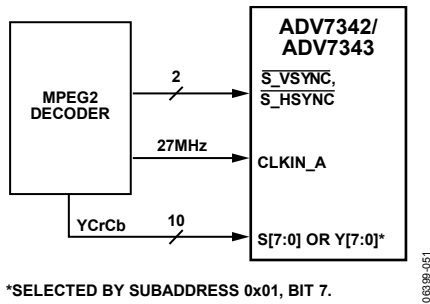 ADV7342/
ADV7343
MPEG2
DECODER
2
S_VSYNC,
S_HSYNC
27MHz
CLKIN_A
YCrCb
10
S[7:0] OR Y[7:0]*
*SELECTED BY SUBADDRESS 0x01, BIT 7.
06399-051